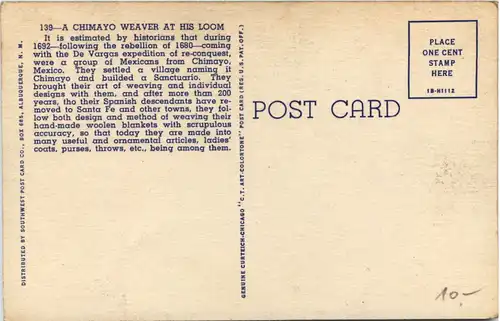 139—A CHIMAYO WEAVER AT HIS LOOM
It is estimated by historians that during
1692—following the rebellion of 1680—coming
with the De Vargas expedition of re-conquest,
were a group of Mexicans from Chimayo,
Mexico. They settled a village naming it
Chimayo and builded a Sanctuario. They
brought their art of weaving and individual
designs with them, and after more than 200
years, tho their Spanish descendants have re-
moved to Santa Fe and other towns, they fol-
low both design and method of weaving their
hand-made woolen blankets with scrupulous
accuracy, so that today they are made into
many useful and ornamental articles, ladies'
coats, purses, throws, etc., being among them.
DISTRIBUTED BY SOUTHWEST POST CARD CO., BOX 685, ALBUQUERQUE, N. M.
GENUINE CURTEICH-CHICAGO "C.T. ART-COLORTONE" POST CARD (REG. U.S. PAT. OFF.)
POST CARD
PLACE
ONE CENT
STAMP
HERE
1B-H1112
10.-